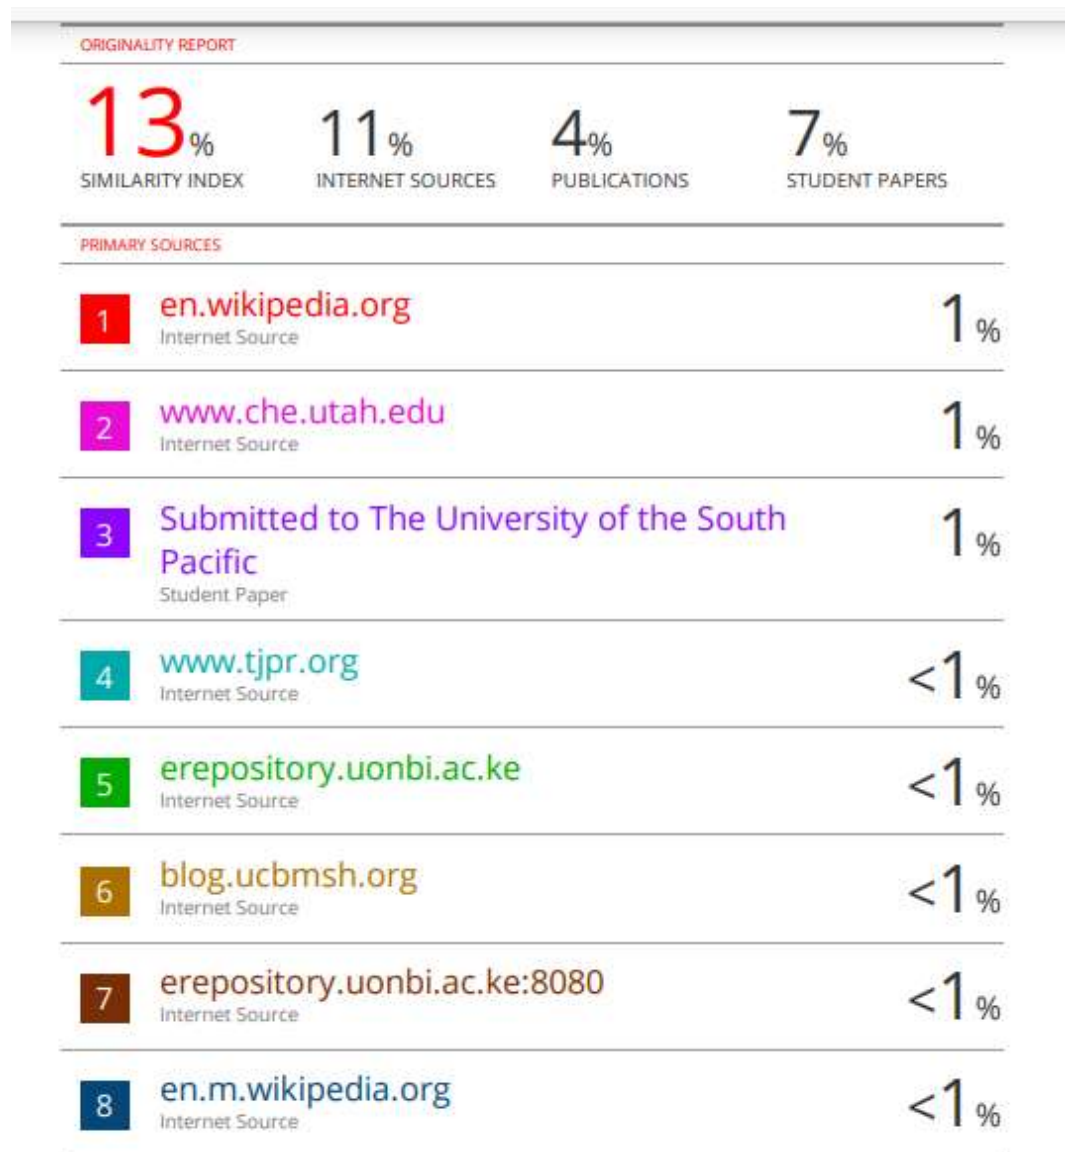 ORIGINALITY REPORT
13% 11% 4% 7%
SIMILARITY INDEX INTERNET SOURCES PUBLICATIONS STUDENT PAPERS
PRIMARY SOURCES
1 en.wikipedia.org 1%
Internet Source
2 www.che.utah.edu 1%
Internet Source
3 Submitted to The University of the South 1%
Pacific
Student Paper
4 www.tjpr.org <1%
Internet Source
5 erepository.uonbi.ac.ke <1%
Internet Source
6 blog.ucbmsh.org <1%
Internet Source
7 erepository.uonbi.ac.ke:8080 <1%
Internet Source
8 en.m.wikipedia.org <1%
Internet Source